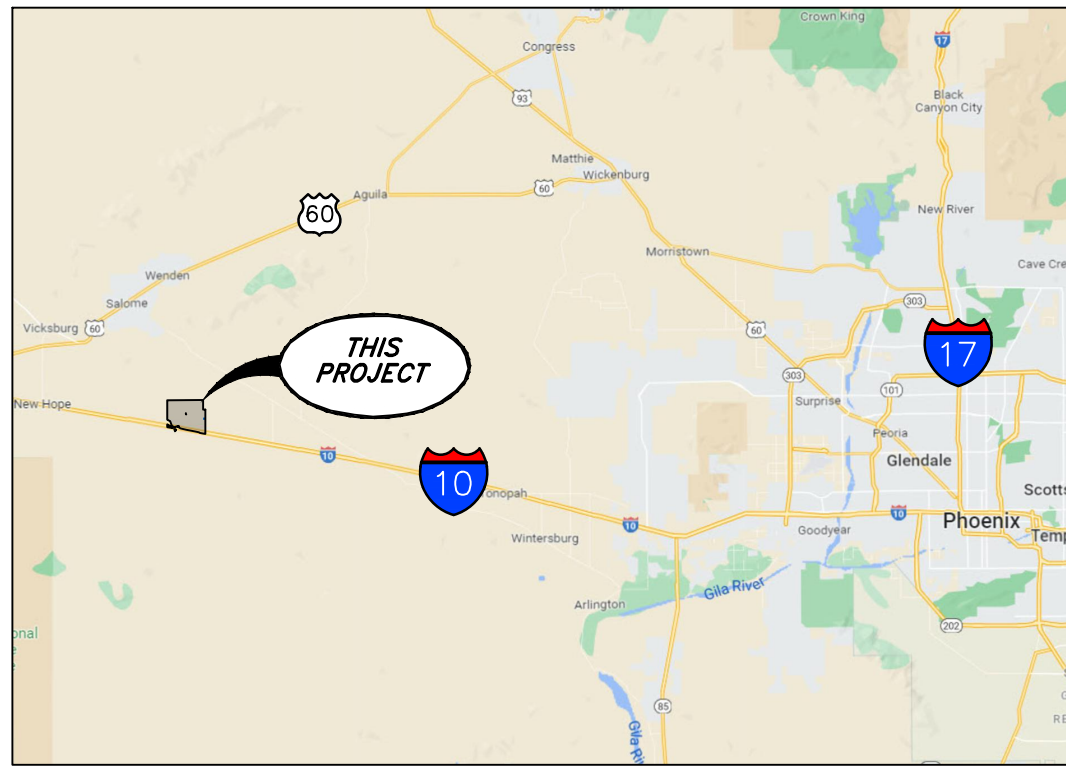 Crown King
Congress
17
93
Black
Canyon City
Matthie
Wickenburg
60
Aguila
60
New River
Morristown
Cave Cre
Wenden
Salome
303
Vicksburg
60
60
17
THIS
PROJECT
303
101
Surprise
New Hope
Peoria
Glendale
10
10
onopah
Scotts
10
10
Phoenix
Goodyear
Temp
Wintersburg
Gila River
Arlington
202
onal
e
85
Gila Riv
RE